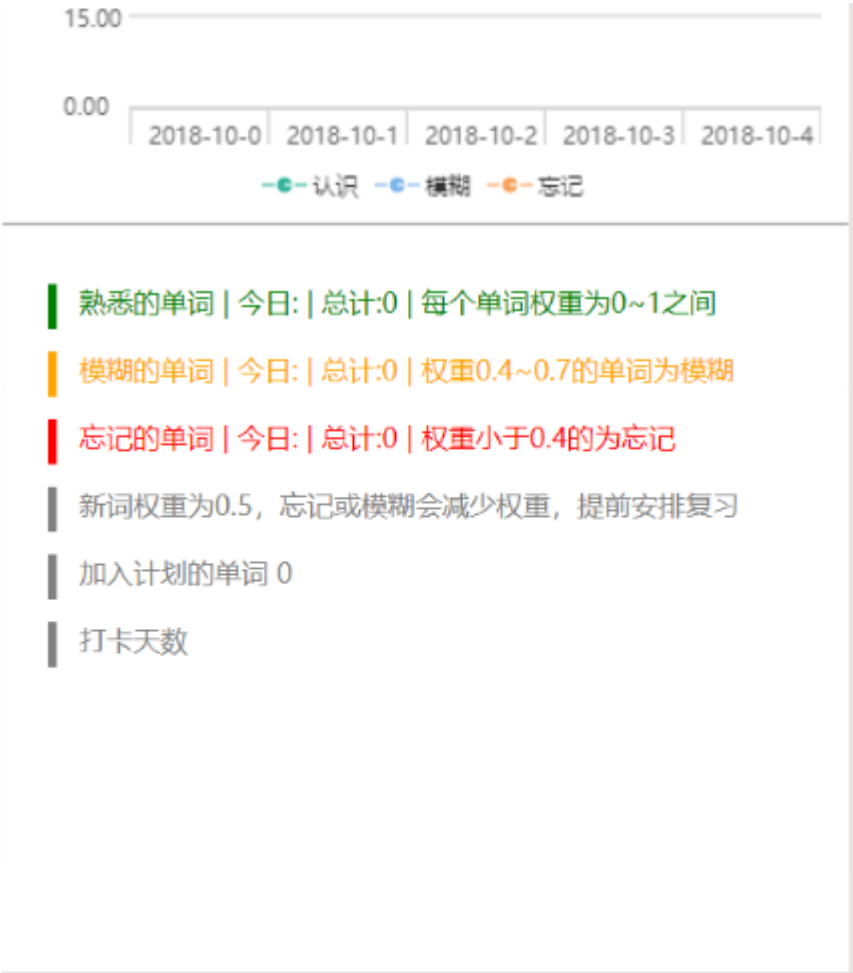 15.00
0.00
2018-10-0 2018-10-1 2018-10-2 2018-10-3 2018-10-4
认识 模糊 忘记
熟悉的单词 | 今日: | 总计:0 | 每个单词权重为0~1之间
模糊的单词 | 今日: | 总计:0 | 权重0.4~0.7的单词为模糊
忘记的单词 | 今日: | 总计:0 | 权重小于0.4的为忘记
新词权重为0.5，忘记或模糊会减少权重，提前安排复习
加入计划的单词 0
打卡天数